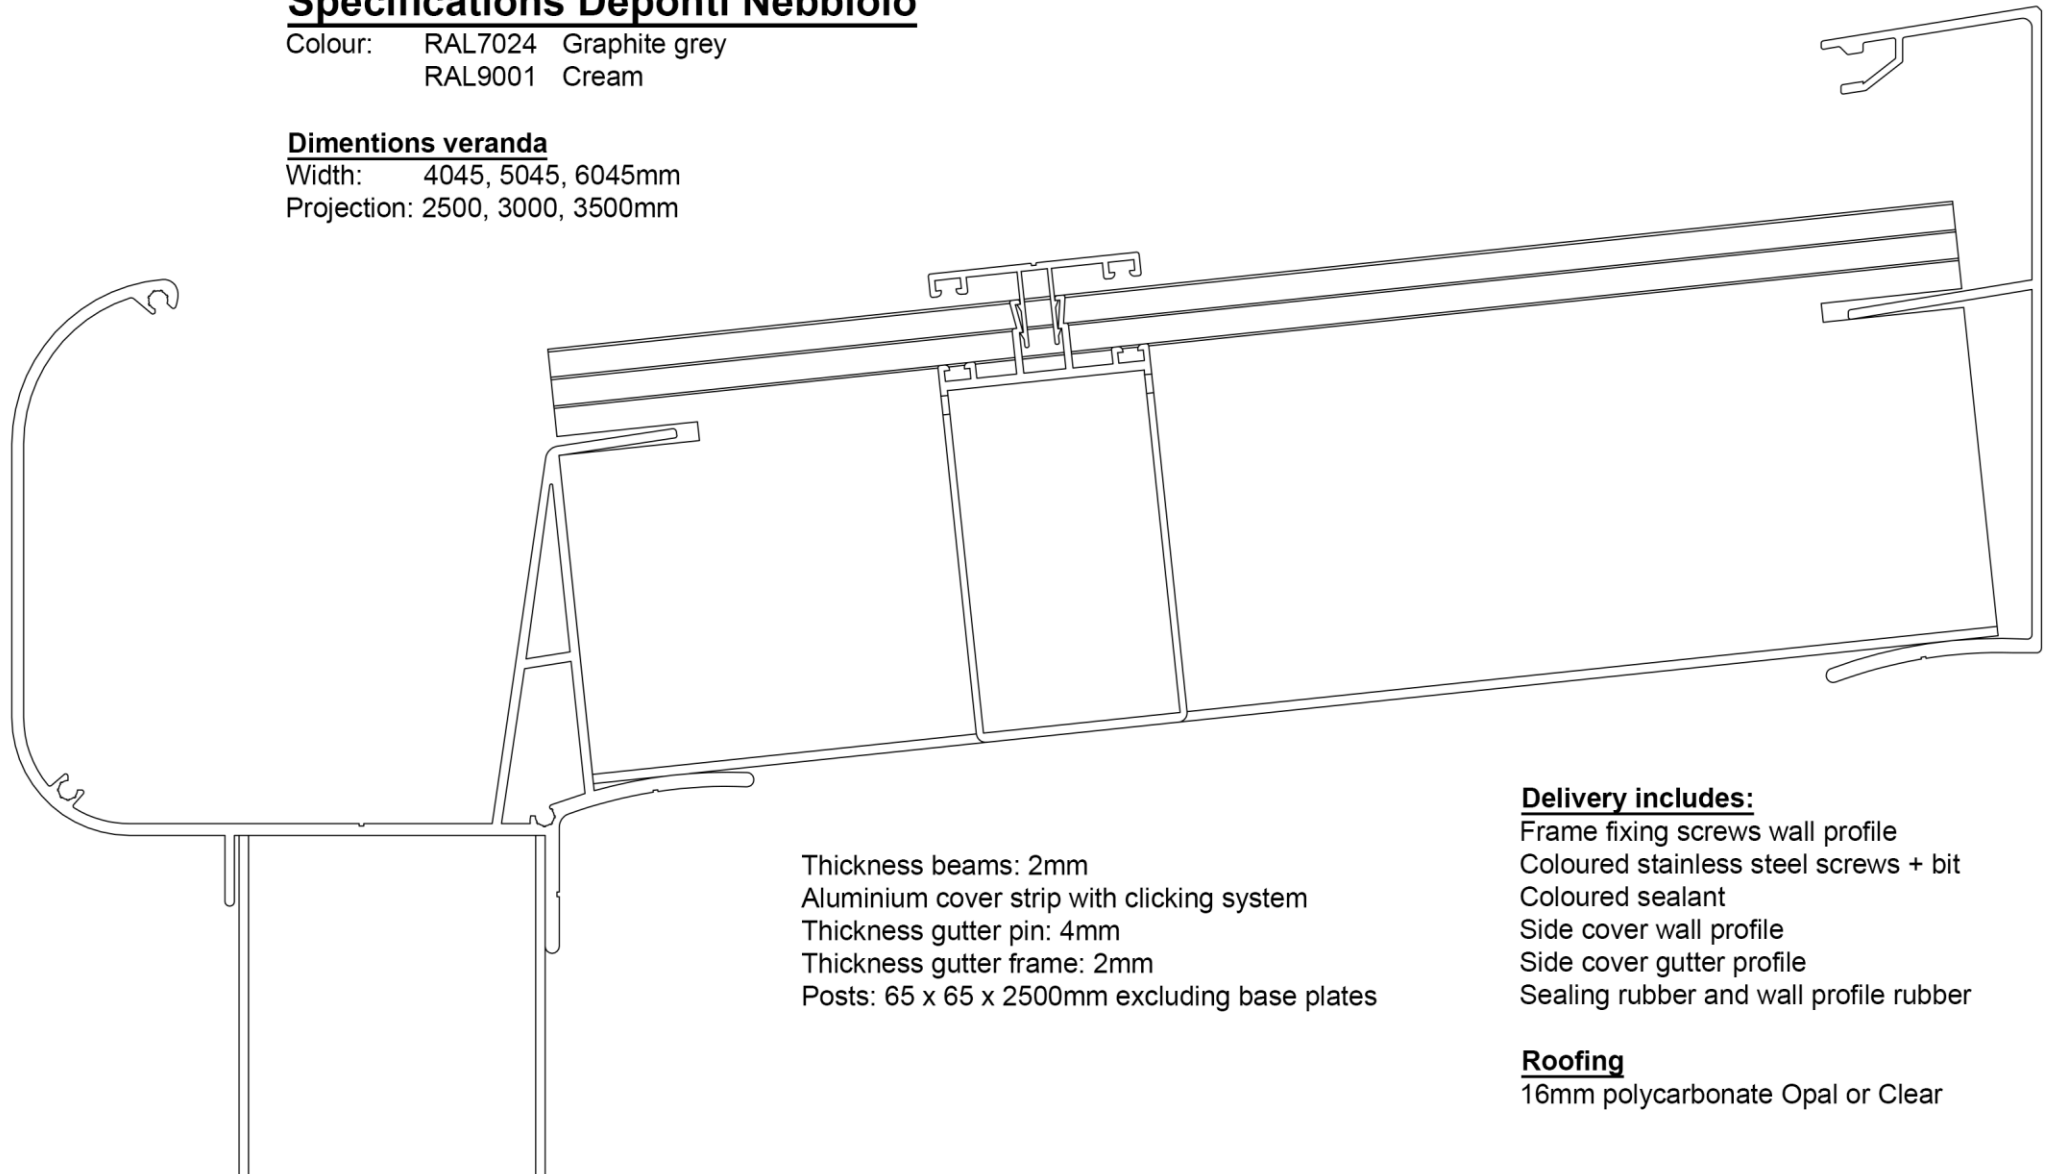 Specifications Deponti Nebbiolo
Colour: RAL7024 Graphite grey
RAL9001 Cream
Dimentions veranda
Width: 4045, 5045, 6045mm
Projection: 2500, 3000, 3500mm
Thickness beams: 2mm
Aluminium cover strip with clicking system
Thickness gutter pin: 4mm
Thickness gutter frame: 2mm
Posts: 65 x 65 x 2500mm excluding base plates
Delivery includes:
Frame fixing screws wall profile
Coloured stainless steel screws + bit
Coloured sealant
Side cover wall profile
Side cover gutter profile
Sealing rubber and wall profile rubber
Roofing
16mm polycarbonate Opal or Clear